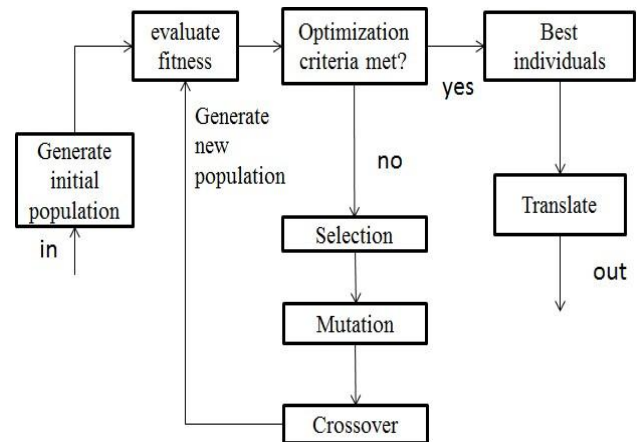 evaluate
fitness
Optimization
criteria met?
Best
individuals
yes
Generate
new
population
Generate
initial
population
no
in
Selection
Translate
out
Mutation
Crossover